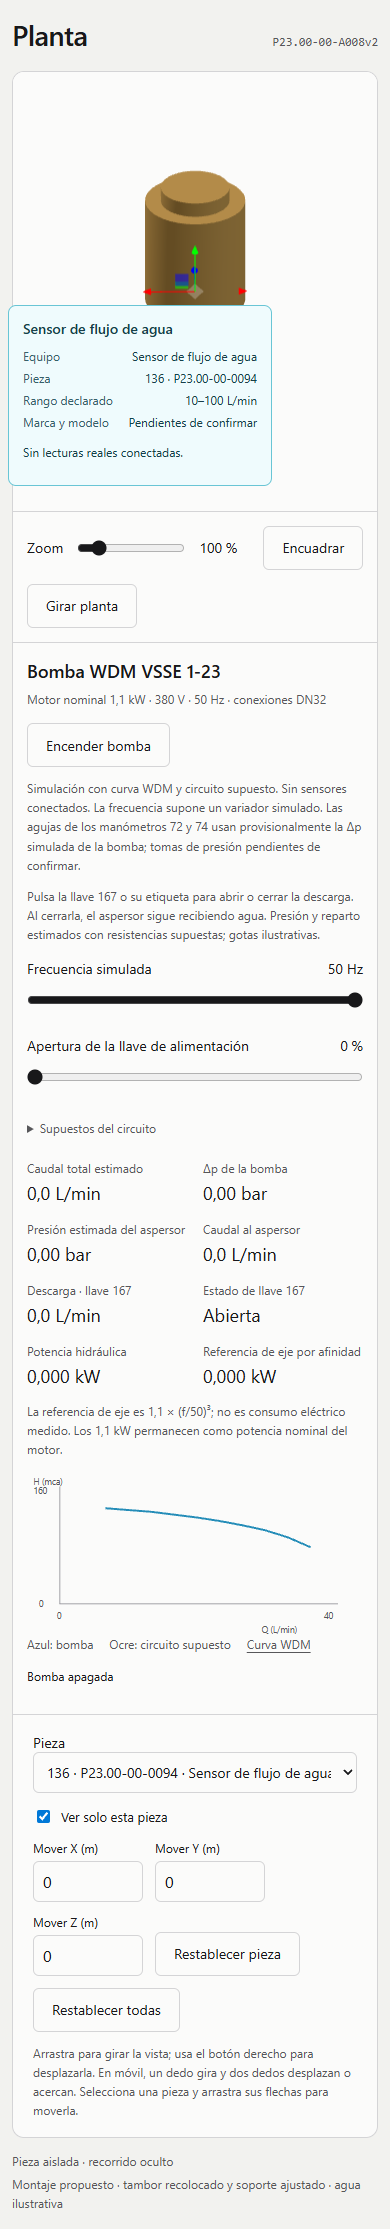 Planta
P23.00-00-A008v2
Sensor de flujo de agua
Equipo Sensor de flujo de agua
Pieza 136 · P23.00-00-0094
Rango declarado 10–100 L/min
Marca y modelo Pendientes de confirmar
Sin lecturas reales conectadas.
Zoom 100 % Encuadrar
Girar planta
Bomba WDM VSSE 1-23
Motor nominal 1,1 kW · 380 V · 50 Hz · conexiones DN32
Encender bomba
Simulación con curva WDM y circuito supuesto. Sin sensores
conectados. La frecuencia supone un variador simulado. Las
agujas de los manómetros 72 y 74 usan provisionalmente la Δp
simulada de la bomba; tomas de presión pendientes de
confirmar.
Pulsa la llave 167 o su etiqueta para abrir o cerrar la descarga.
Al cerrarla, el aspersor sigue recibiendo agua. Presión y reparto
estimados con resistencias supuestas; gotas ilustrativas.
Frecuencia simulada 50 Hz
Apertura de la llave de alimentación 0 %
Supuestos del circuito
Caudal total estimado Δp de la bomba
0,0 L/min 0,00 bar
Presión estimada del aspersor Caudal al aspersor
0,00 bar 0,0 L/min
Descarga · llave 167 Estado de llave 167
0,0 L/min Abierta
Potencia hidráulica Referencia de eje por afinidad
0,000 kW 0,000 kW
La referencia de eje es 1,1 × (f/50)³; no es consumo eléctrico
medido. Los 1,1 kW permanecen como potencia nominal del
motor.
H (mca)
160
0
0 40
Q (L/min)
Azul: bomba Ocre: circuito supuesto Curva WDM
Bomba apagada
Pieza
136 · P23.00-00-0094 · Sensor de flujo de agua
Ver solo esta pieza
Mover X (m) Mover Y (m)
0 0
Mover Z (m)
0 Restablecer pieza
Restablecer todas
Arrastra para girar la vista; usa el botón derecho para
desplazarla. En móvil, un dedo gira y dos dedos desplazan o
acercan. Selecciona una pieza y arrastra sus flechas para
moverla.
Pieza aislada · recorrido oculto
Montaje propuesto · tambor recolocado y soporte ajustado · agua
ilustrativa